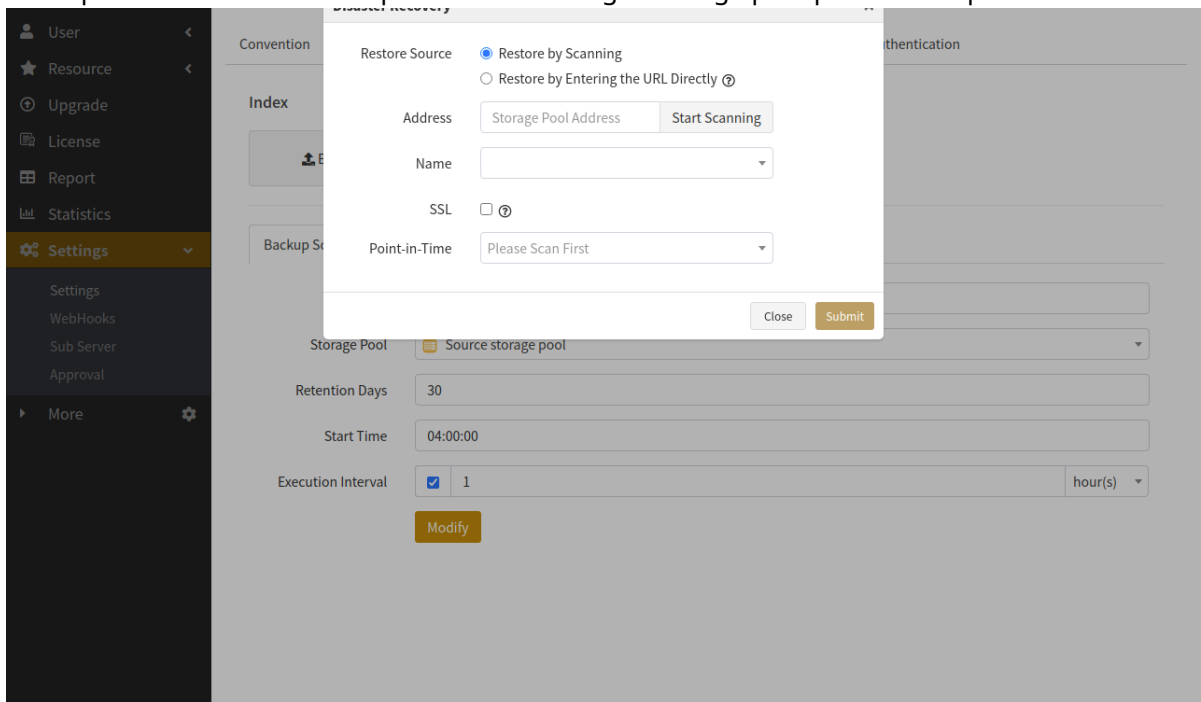 Disaster Recovery
User
Resource
Upgrade
License
Report
Statistics
Settings
Settings
WebHooks
Sub Server
Approval
More
Convention
Index
Backup
Restore Source
Restore by Scanning
Restore by Entering the URL Directly
Address
Storage Pool Address
Start Scanning
Name
SSL
Point-in-Time
Please Scan First
Close
Submit
Storage Pool
Source storage pool
Retention Days
30
Start Time
04:00:00
Execution Interval
1
hour(s)
Modify